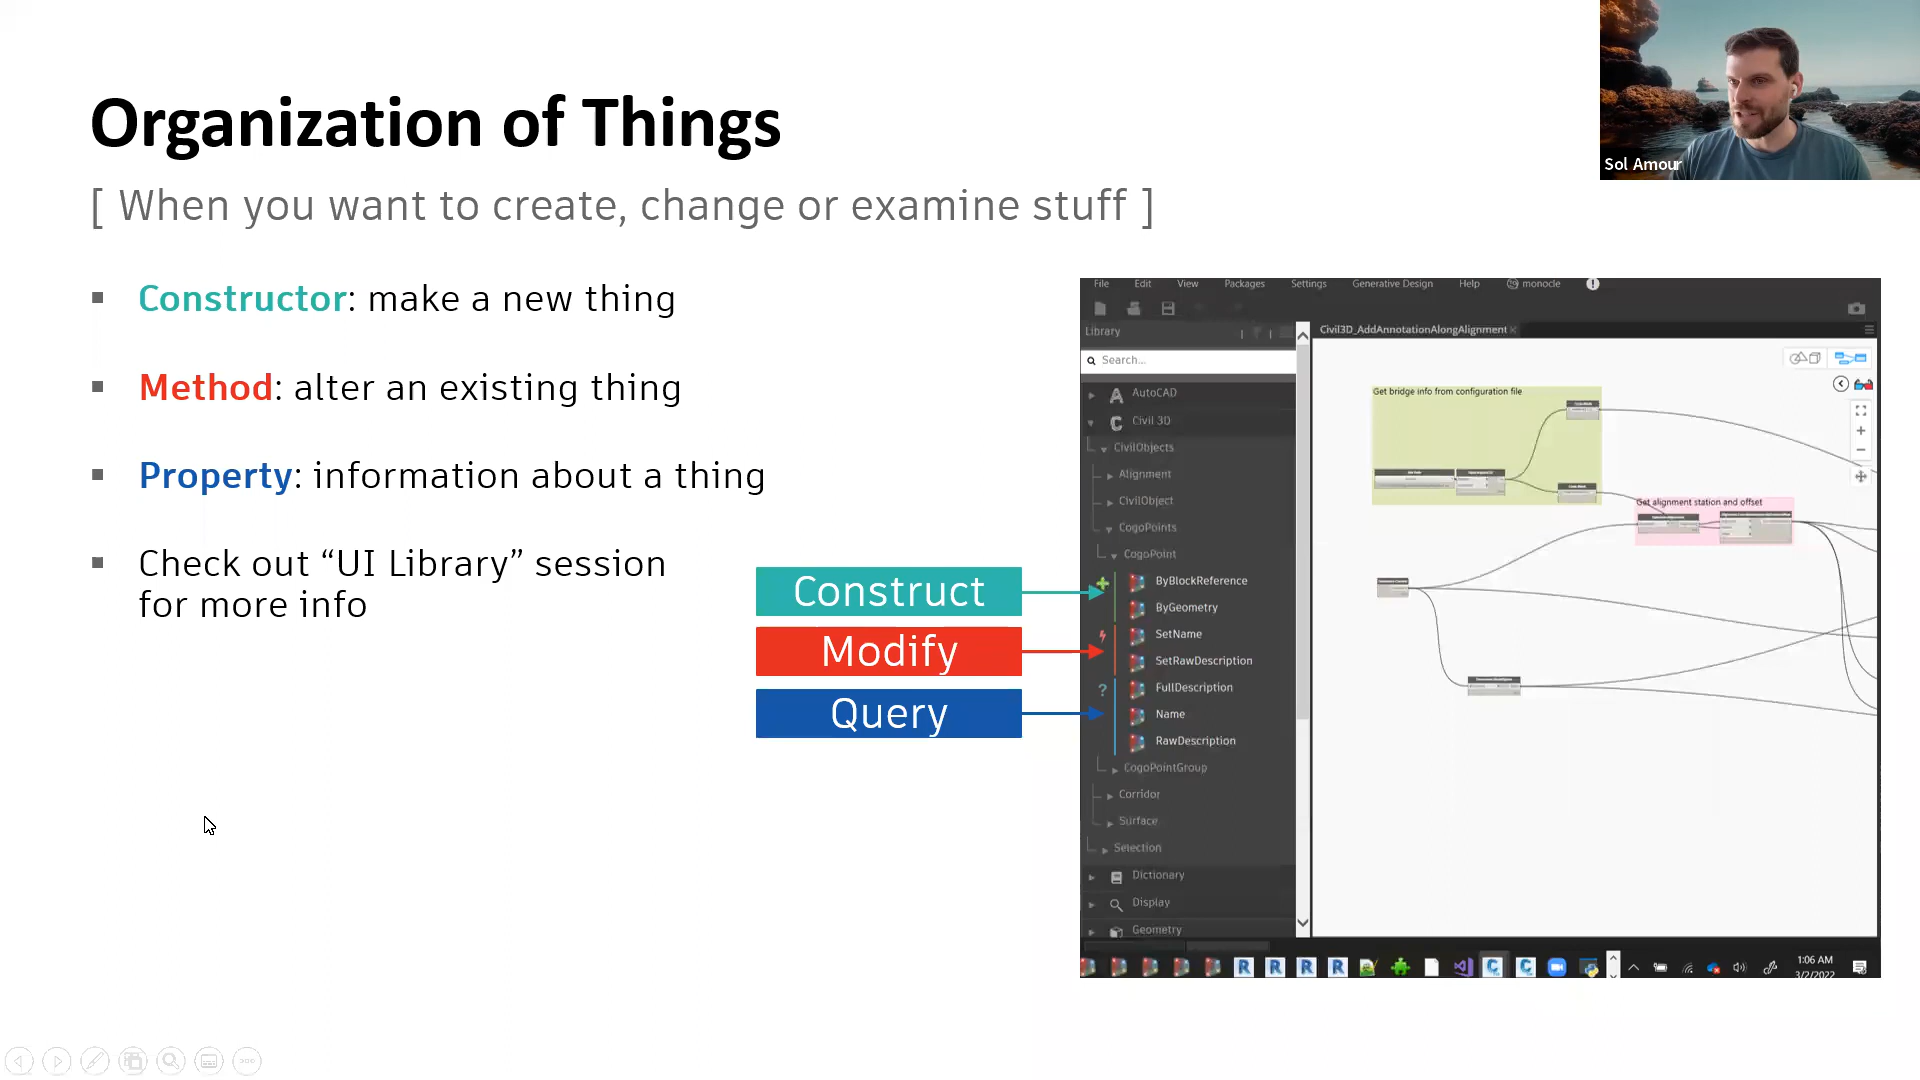 Organization of Things
[ When you want to create, change or examine stuff ]
Sol Amour
▪ Constructor: make a new thing
▪ Method: alter an existing thing
▪ Property: information about a thing
▪ Check out “UI Library” session
for more info
Construct
Modify
Query
File Edit View Packages Settings Generative Design Help monocle
Library
Civil3D_AddAnnotationAlongAlignment
Search...
AutoCAD
Civil 3D
CivilObjects
Alignment
CivilObject
CogoPoints
CogoPoint
ByBlockReference
ByGeometry
SetName
SetRawDescription
FullDescription
Name
RawDescription
CogoPointGroup
Corridor
Surface
Selection
Dictionary
Display
Geometry
Get bridge info from configuration file
Get alignment station and offset
1:06 AM
3/2/2022